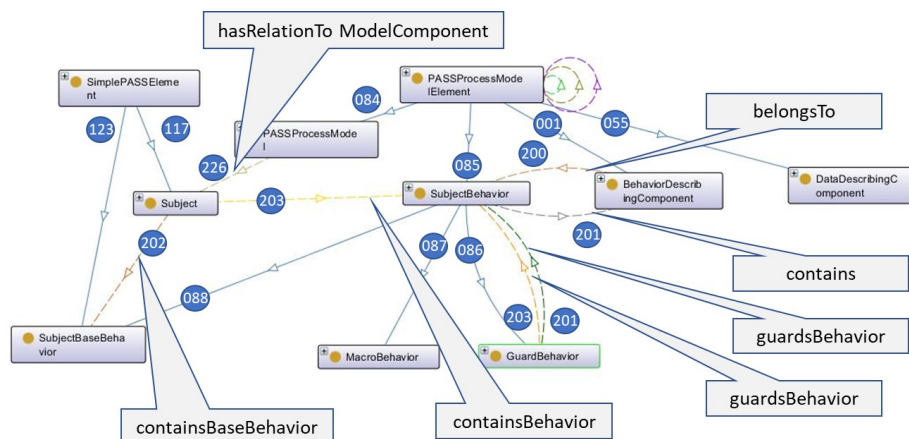 hasRelationTo ModelComponent
SimplePASSEleme
nt
PASSProcessMode
lElement
084
belongsTo
123
117
PASSProcessMode
l
001
055
226
200
085
Subject
203
SubjectBehavior
BehaviorDescrib
ingComponent
DataDescribingC
omponent
202
087
086
201
contains
088
203
201
guardsBehavior
SubjectBaseBeha
vior
MacroBehavior
GuardBehavior
guardsBehavior
containsBaseBehavior
containsBehavior